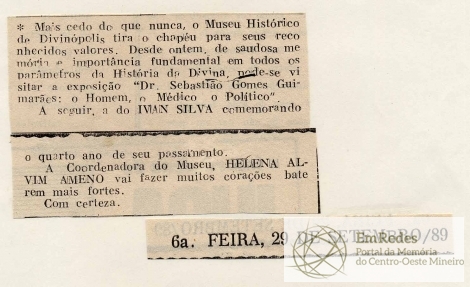 * Mais cedo do que nunca, o Museu Histórico
de Divinópolis tira o chapéu para seus reco
nhecidos valores. Desde ontem, de saudosa me
mória e importância fundamental em todos os
parâmetros da História da Divina, pode-se vi
sitar a exposição "Dr. Sebastião Gomes Gui-
marães: o Homem, o Médico o Político".
A seguir, a do IVAN SILVA comemorando
o quarto ano de seu passamento.
A Coordenadora do Museu, HELENA AL-
VIM AMENO vai fazer muitos corações bate
rem mais fortes.
Com certeza.
6a. FEIRA, 29 DE SETEMBRO/89
EmRedes
Portal da Memória
do Centro-Oeste Mineiro